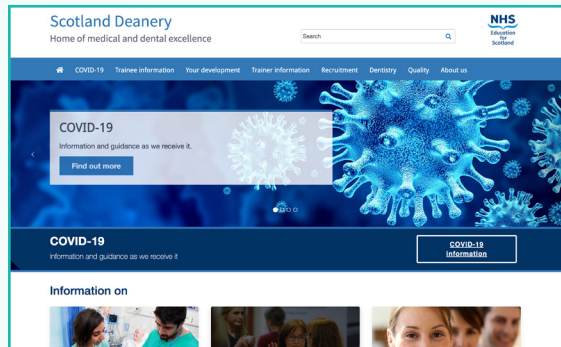 Scotland Deanery
Home of medical and dental excellence
Search
NHS
Education
for
Scotland
COVID-19 Trainee information Your development Trainer information Recruitment Dentistry Quality About us
COVID-19
Information and guidance as we receive it.
Find out more
COVID-19
Information and guidance as we receive it
COVID-19
information
Information on